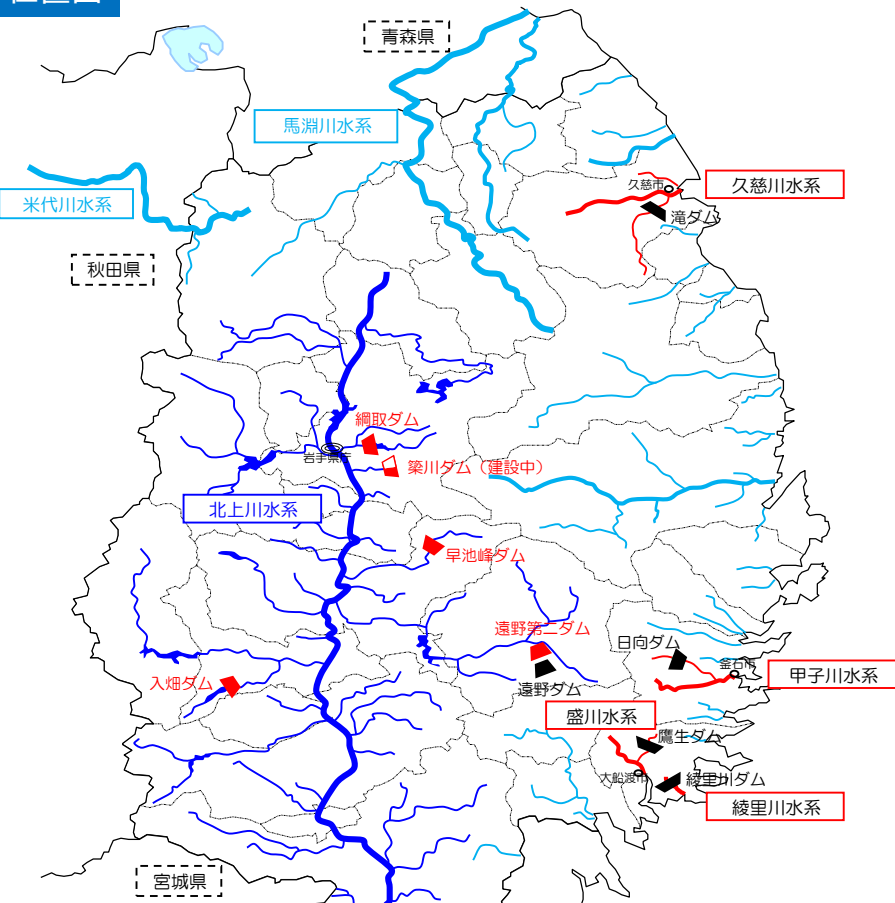 位置図
青森県
馬淵川水系
久慈市
久慈川水系
米代川水系
滝ダム
秋田県
綱取ダム
岩手県庁
簗川ダム（建設中）
北上川水系
早池峰ダム
遠野第二ダム
日向ダム
釜石市
入畑ダム
遠野ダム
甲子川水系
盛川水系
鷹生ダム
大船渡市
綾里川ダム
綾里川水系
宮城県